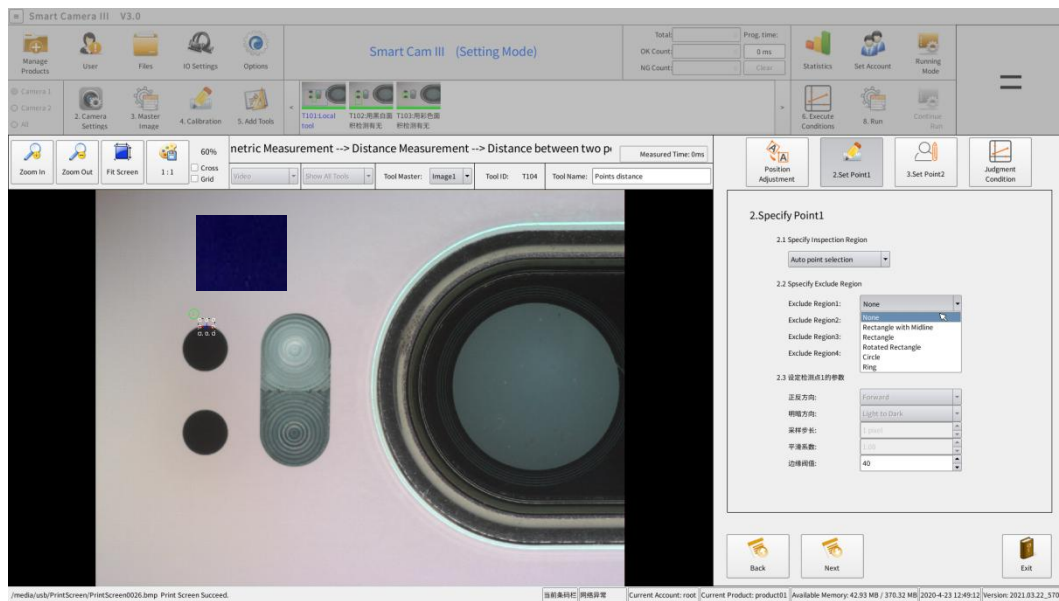 Smart Camera III V3.0
Manage Products
User
Files
IO Settings
Options
Smart Cam III (Setting Mode)
Total:
OK Count:
NG Count:
Prog. time:
0 ms
Clear
Statistics
Set Account
Running Mode
Camera 1
Camera 2
All
2. Camera Settings
3. Master Image
4. Calibration
5. Add Tools
T101:Local tool
T102:用黑白面积检测有无
T103:用彩色面积检测有无
6. Execute Conditions
8. Run
Continue Run
Zoom In
Zoom Out
Fit Screen
1:1
60%
Cross
Grid
netric Measurement --> Distance Measurement --> Distance between two p
Measured Time: 0ms
Video
Show All Tools
Tool Master:
Image1
Tool ID:
T104
Tool Name:
Points distance
Position Adjustment
2.Set Point1
3.Set Point2
Judgment Condition
2.Specify Point1
2.1 Specify Inspection Region
Auto point selection
2.2 Spsecify Exclude Region
Exclude Region1:
None
Exclude Region2:
Exclude Region3:
Exclude Region4:
None
Rectangle with Midline
Rectangle
Rotated Rectangle
Circle
Ring
2.3 设定检测点1的参数
正反方向:
Forward
明暗方向:
Light to Dark
采样步长:
1 pixel
平滑系数:
1.00
边缘阈值:
40
Back
Next
Exit
/media/usb/PrintScreen/PrintScreen0026.bmp Print Screen Succeed.
当前条码栏
网络异常
Current Account: root
Current Product: product01
Available Memory: 42.93 MB / 370.32 MB
2020-4-23 12:49:12
Version: 2021.03.22_570